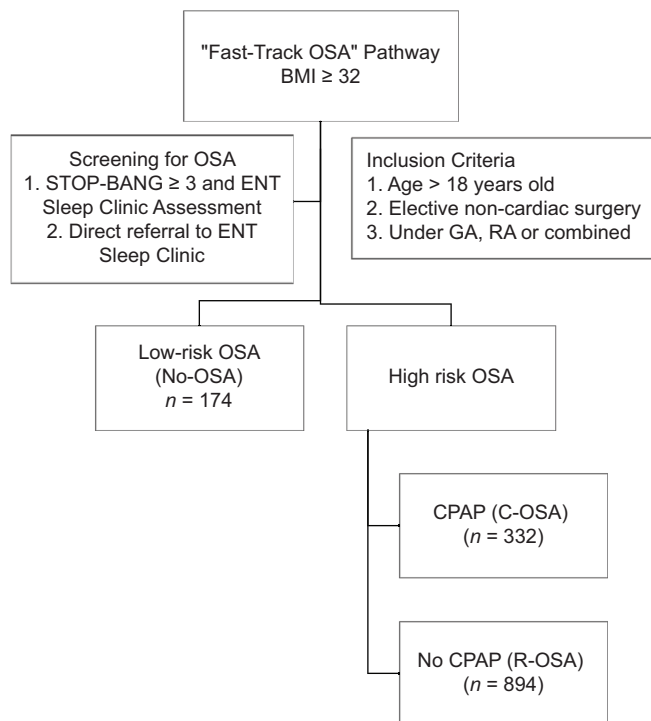 "Fast-Track OSA" Pathway
BMI ≥ 32
Screening for OSA
1. STOP-BANG ≥ 3 and ENT
Sleep Clinic Assessment
2. Direct referral to ENT
Sleep Clinic
Inclusion Criteria
1. Age > 18 years old
2. Elective non-cardiac surgery
3. Under GA, RA or combined
Low-risk OSA
(No-OSA)
n = 174
High risk OSA
CPAP (C-OSA)
(n = 332)
No CPAP (R-OSA)
(n = 894)